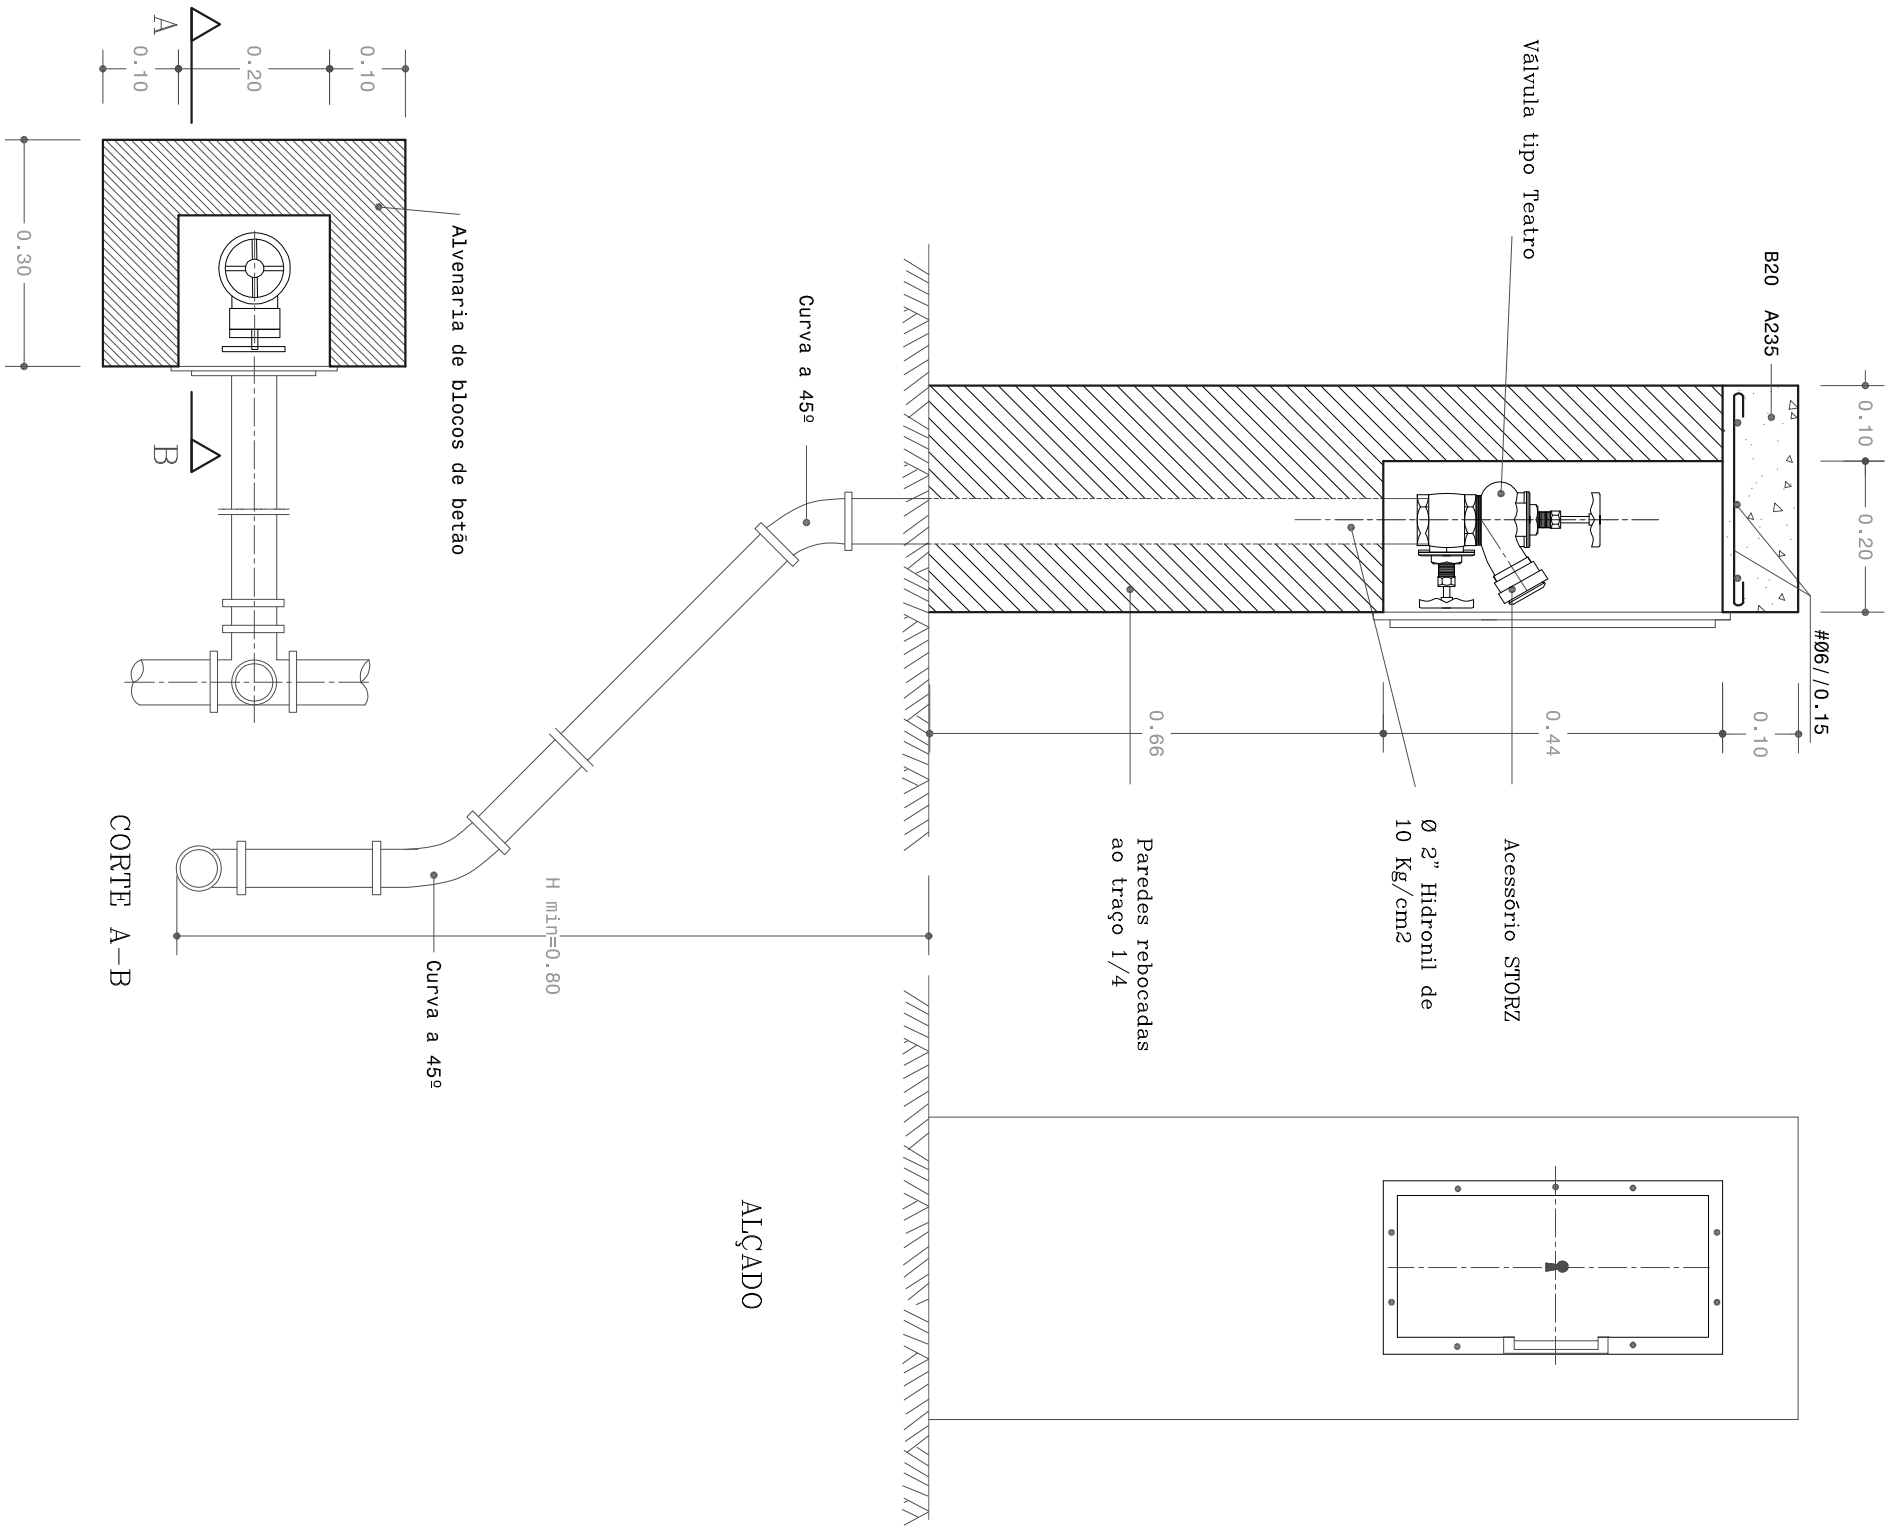 #Ø6//0.15
B20 A235
0.10
0.20
0.10
0.44
0.66
Válvula tipo Teatro
Acessório STORZ
Ø 2" Hidronil de
10 Kg/cm2
Paredes rebocadas
ao traço 1/4
Curva a 45º
ALÇADO
H min=0.80
Curva a 45º
Alvenaria de blocos de betão
0.10
0.20
0.10
A
B
0.30
CORTE A-B